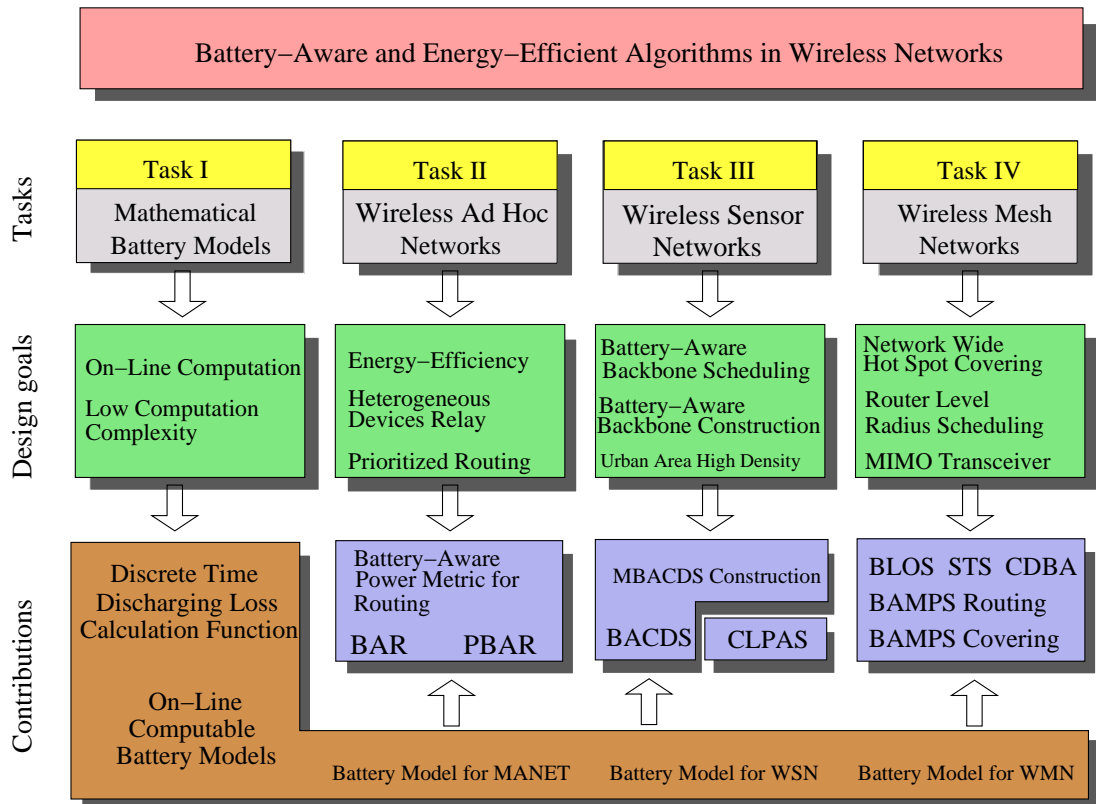 Battery−Aware and Energy−Efficient Algorithms in Wireless Networks
Tasks
Task I
Mathematical
Battery Models
Task II
Wireless Ad Hoc
Networks
Task III
Wireless Sensor
Networks
Task IV
Wireless Mesh
Networks
Design goals
On−Line Computation
Low Computation
Complexity
Energy−Efficiency
Heterogeneous
Devices Relay
Prioritized Routing
Battery−Aware
Backbone Scheduling
Battery−Aware
Backbone Construction
Urban Area High Density
Network Wide
Hot Spot Covering
Router Level
Radius Scheduling
MIMO Transceiver
Contributions
Discrete Time
Discharging Loss
Calculation Function
On−Line
Computable
Battery Models
Battery−Aware
Power Metric for
Routing
BAR PBAR
MBACDS Construction
BACDS
CLPAS
BLOS STS CDBA
BAMPS Routing
BAMPS Covering
Battery Model for MANET
Battery Model for WSN
Battery Model for WMN